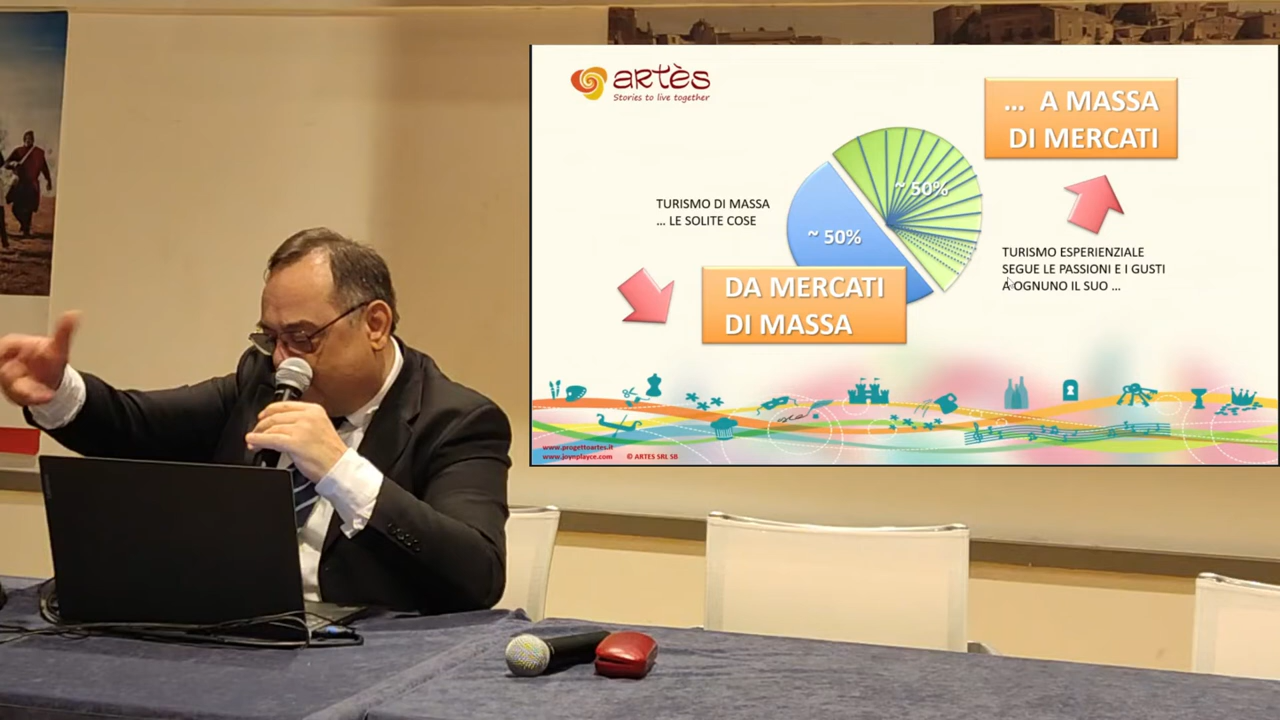 artès
Stories to live together
... A MASSA
DI MERCATI
~ 50%
TURISMO DI MASSA
... LE SOLITE COSE
~ 50%
TURISMO ESPERIENZIALE
SEGUE LE PASSIONI E I GUSTI
A OGNUNO IL SUO ...
DA MERCATI
DI MASSA
www.progettoartes.it
www.joynplayce.com © ARTES SRL SB